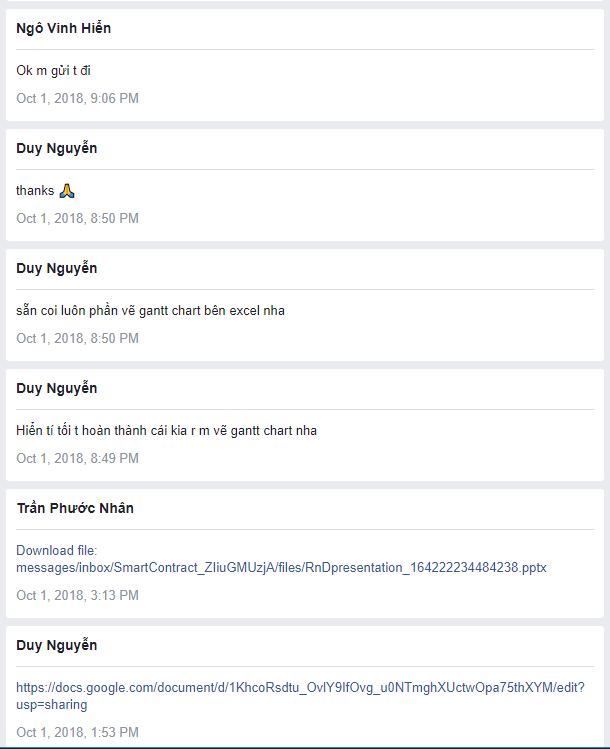 Ngô Vinh Hiển
Ok m gửi t đi
Oct 1, 2018, 9:06 PM
Duy Nguyễn
thanks 🙏
Oct 1, 2018, 8:50 PM
Duy Nguyễn
sẵn coi luôn phần vẽ gantt chart bên excel nha
Oct 1, 2018, 8:50 PM
Duy Nguyễn
Hiển tí tối t hoàn thành cái kia r m vẽ gantt chart nha
Oct 1, 2018, 8:49 PM
Trần Phước Nhân
Download file:
messages/inbox/SmartContract_ZIiuGMUzjA/files/RnDpresentation_164222234484238.pptx
Oct 1, 2018, 3:13 PM
Duy Nguyễn
https://docs.google.com/document/d/1KhcoRsdtu_OvlY9IfOvg_u0NTmghXUctwOpa75thXYM/edit?
usp=sharing
Oct 1, 2018, 1:53 PM